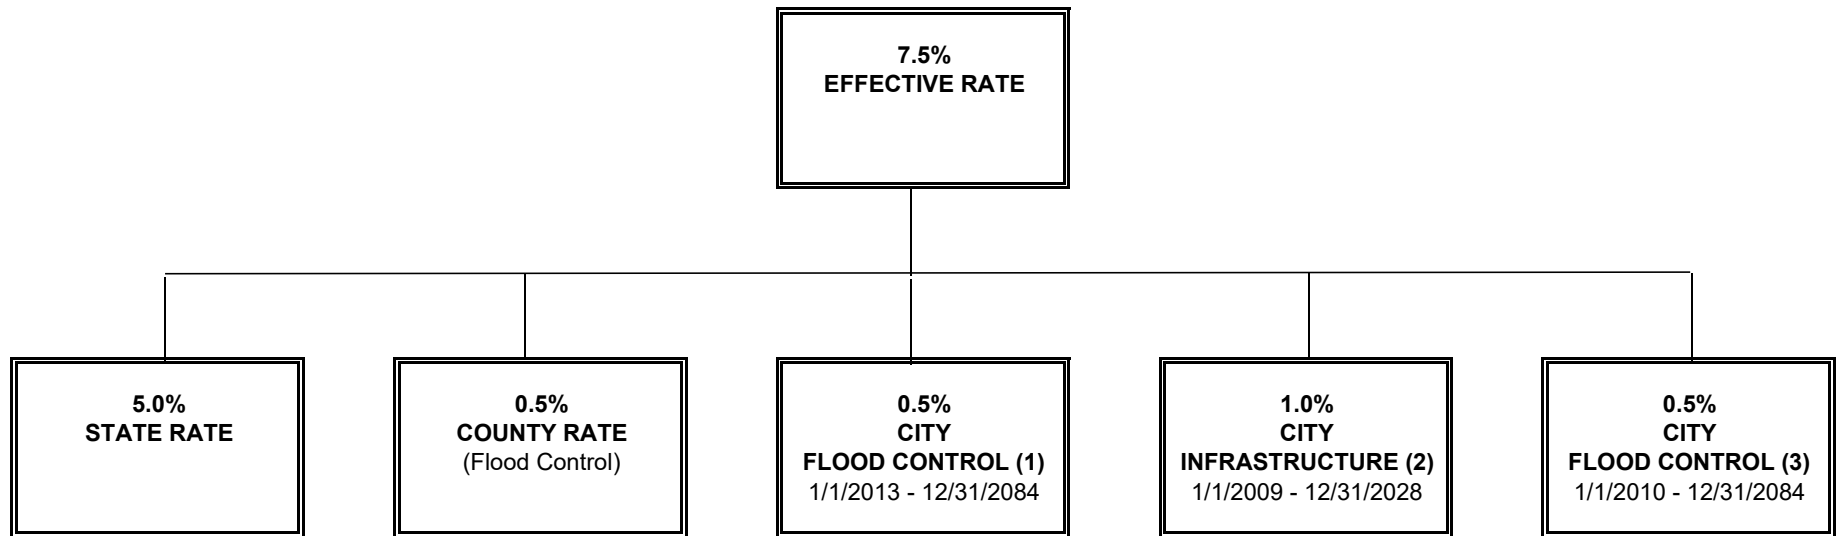 7.5%
EFFECTIVE RATE
5.0%
STATE RATE
0.5%
COUNTY RATE
(Flood Control)
0.5%
CITY
FLOOD CONTROL (1)
1/1/2013 - 12/31/2084
1.0%
CITY
INFRASTRUCTURE (2)
1/1/2009 - 12/31/2028
0.5%
CITY
FLOOD CONTROL (3)
1/1/2010 - 12/31/2084